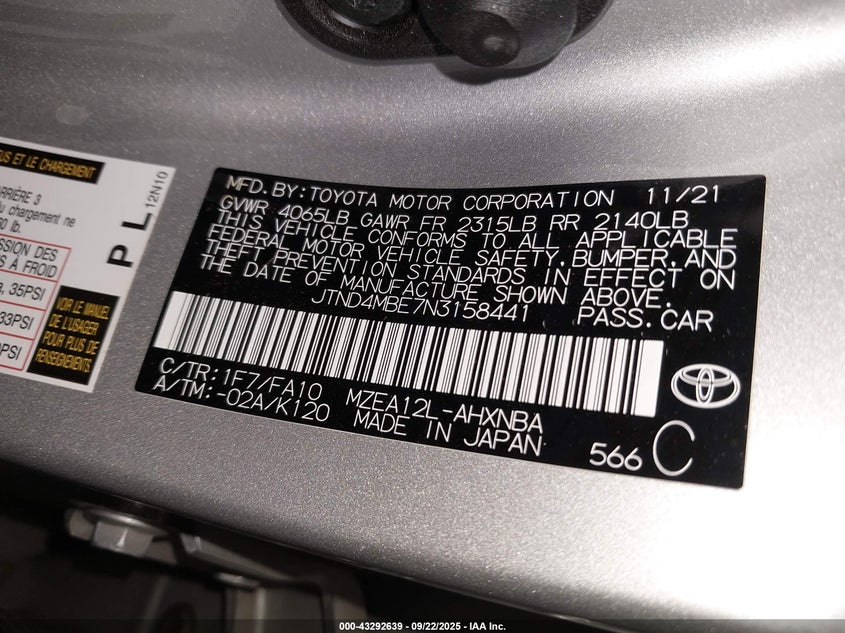 US ET LE CHARGEMENT
RRIÈRE 3
u chargement ne
0 lb.
SSION DES
S À FROID
, 35PSI
33PSI
PSI
VOIR LE MANUEL
DE L'USAGER
POUR PLUS DE
RENSEIGNEMENTS
P L
12N10
MFD. BY: TOYOTA MOTOR CORPORATION 11/21
GVWR 4065LB GAWR FR 2315LB RR 2140LB
THIS VEHICLE CONFORMS TO ALL APPLICABLE
FEDERAL MOTOR VEHICLE SAFETY, BUMPER, AND
THEFT PREVENTION STANDARDS IN EFFECT ON
THE DATE OF MANUFACTURE SHOWN ABOVE.
JTND4MBE7N3158441 PASS. CAR
C/TR: 1F7/FA10 MZEA12L-AHXNBA
A/TM: -02A/K120 MADE IN JAPAN
566 C
000-43292639 - 09/22/2025 - IAA Inc.